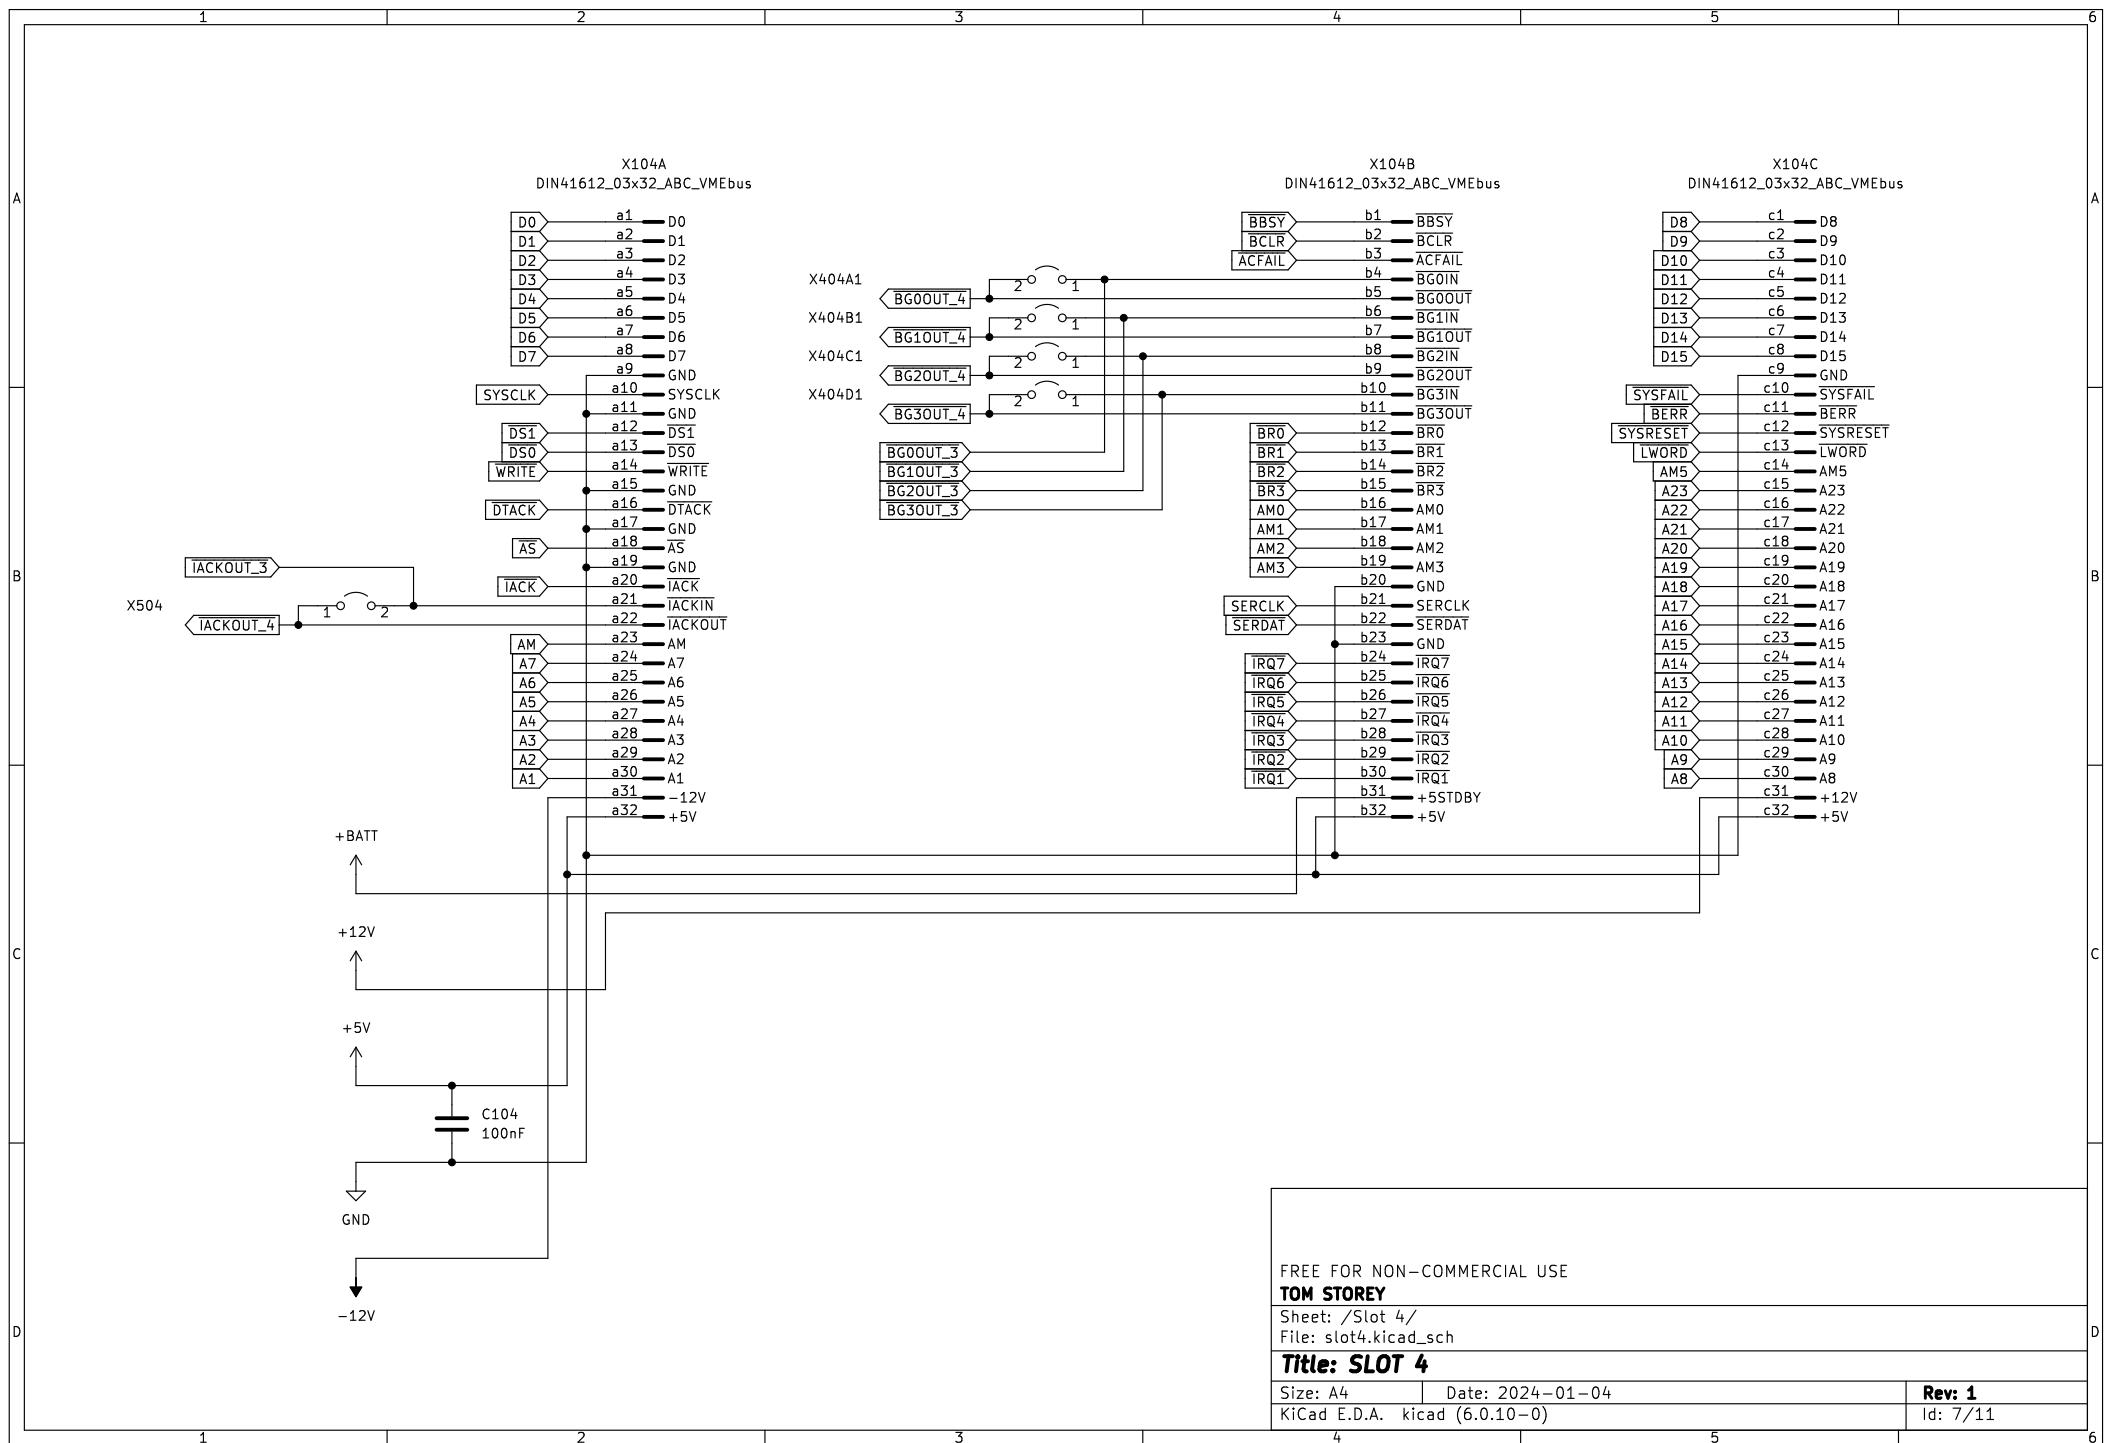 1 2 3 4 5 6
A A
B B
C C
D D
X104A
DIN41612_03x32_ABC_VMEbus
D0 a1 D0
D1 a2 D1
D2 a3 D2
D3 a4 D3
D4 a5 D4
D5 a6 D5
D6 a7 D6
D7 a8 D7
a9 GND
SYSCLK a10 SYSCLK
a11 GND
DS1 a12 DS1
DS0 a13 DS0
WRITE a14 WRITE
a15 GND
DTACK a16 DTACK
a17 GND
AS a18 AS
IACKOUT_3 a19 GND
IACK a20 IACK
X504 1 2 a21 IACKIN
IACKOUT_4 a22 IACKOUT
AM a23 AM
A7 a24 A7
A6 a25 A6
A5 a26 A5
A4 a27 A4
A3 a28 A3
A2 a29 A2
A1 a30 A1
a31 -12V
a32 +5V
X104B
DIN41612_03x32_ABC_VMEbus
BBSY b1 BBSY
BCLR b2 BCLR
ACFAIL b3 ACFAIL
X404A1 2 1 b4 BG0IN
BG0OUT_4 b5 BG0OUT
X404B1 2 1 b6 BG1IN
BG1OUT_4 b7 BG1OUT
X404C1 2 1 b8 BG2IN
BG2OUT_4 b9 BG2OUT
X404D1 2 1 b10 BG3IN
BG3OUT_4 b11 BG3OUT
BR0 b12 BR0
BG0OUT_3 BR1 b13 BR1
BG1OUT_3 BR2 b14 BR2
BG2OUT_3 BR3 b15 BR3
BG3OUT_3 AM0 b16 AM0
AM1 b17 AM1
AM2 b18 AM2
AM3 b19 AM3
b20 GND
SERCLK b21 SERCLK
SERDAT b22 SERDAT
b23 GND
IRQ7 b24 IRQ7
IRQ6 b25 IRQ6
IRQ5 b26 IRQ5
IRQ4 b27 IRQ4
IRQ3 b28 IRQ3
IRQ2 b29 IRQ2
IRQ1 b30 IRQ1
b31 +5STDBY
b32 +5V
X104C
DIN41612_03x32_ABC_VMEbus
D8 c1 D8
D9 c2 D9
D10 c3 D10
D11 c4 D11
D12 c5 D12
D13 c6 D13
D14 c7 D14
D15 c8 D15
c9 GND
SYSFAIL c10 SYSFAIL
BERR c11 BERR
SYSRESET c12 SYSRESET
LWORD c13 LWORD
AM5 c14 AM5
A23 c15 A23
A22 c16 A22
A21 c17 A21
A20 c18 A20
A19 c19 A19
A18 c20 A18
A17 c21 A17
A16 c22 A16
A15 c23 A15
A14 c24 A14
A13 c25 A13
A12 c26 A12
A11 c27 A11
A10 c28 A10
A9 c29 A9
A8 c30 A8
c31 +12V
c32 +5V
+BATT
+12V
+5V
C104
100nF
GND
-12V
FREE FOR NON-COMMERCIAL USE
TOM STOREY
Sheet: /Slot 4/
File: slot4.kicad_sch
Title: SLOT 4
Size: A4 Date: 2024-01-04 Rev: 1
KiCad E.D.A. kicad (6.0.10-0) Id: 7/11
1 2 3 4 5 6